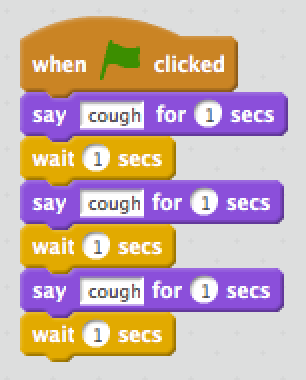 when clicked
say cough for 1 secs
wait 1 secs
say cough for 1 secs
wait 1 secs
say cough for 1 secs
wait 1 secs